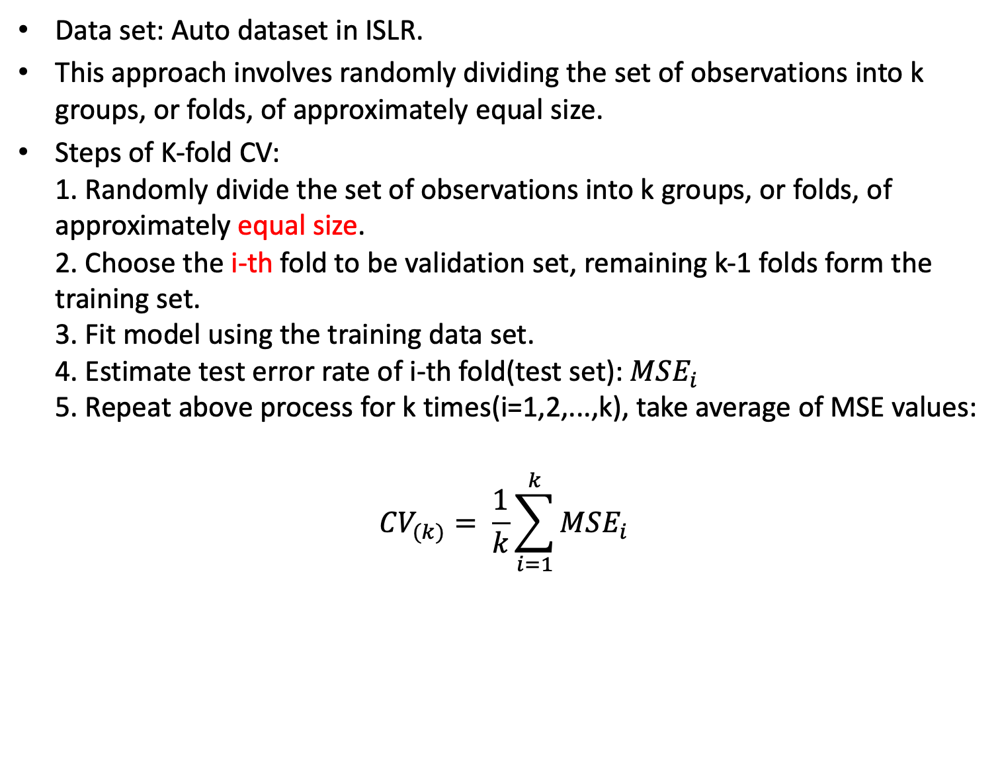 • Data set: Auto dataset in ISLR.
• This approach involves randomly dividing the set of observations into k
groups, or folds, of approximately equal size.
• Steps of K-fold CV:
1. Randomly divide the set of observations into k groups, or folds, of
approximately equal size.
2. Choose the i-th fold to be validation set, remaining k-1 folds form the
training set.
3. Fit model using the training data set.
4. Estimate test error rate of i-th fold(test set): $MSE_i$
5. Repeat above process for k times(i=1,2,...,k), take average of MSE values:
$CV_{(k)} = \frac{1}{k}\sum_{i=1}^{k} MSE_i$